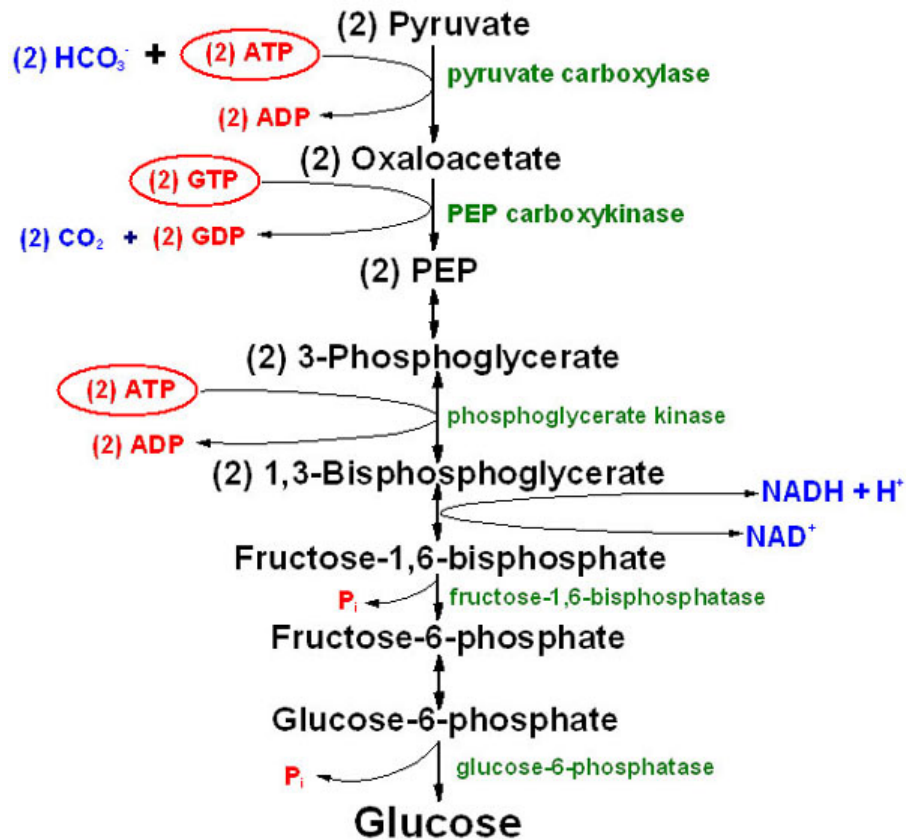 (2) Pyruvate
(2) HCO₃⁻ + (2) ATP
pyruvate carboxylase
(2) ADP
(2) Oxaloacetate
(2) GTP
PEP carboxykinase
(2) CO₂ + (2) GDP
(2) PEP
(2) 3-Phosphoglycerate
(2) ATP
phosphoglycerate kinase
(2) ADP
(2) 1,3-Bisphosphoglycerate
NADH + H⁺
NAD⁺
Fructose-1,6-bisphosphate
Pᵢ
fructose-1,6-bisphosphatase
Fructose-6-phosphate
Glucose-6-phosphate
Pᵢ
glucose-6-phosphatase
Glucose